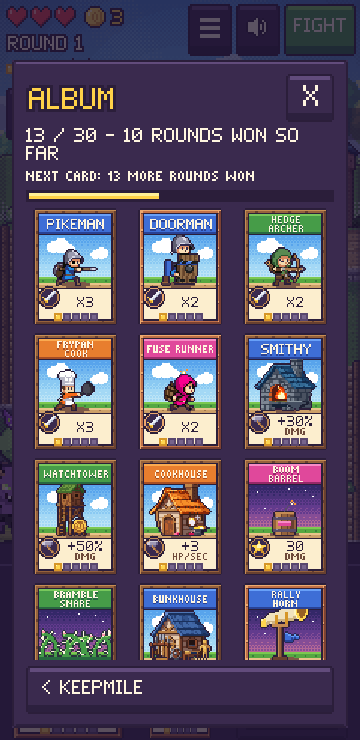 3
FIGHT
ROUND 1
ALBUM
X
13 / 30 - 10 ROUNDS WON SO
FAR
NEXT CARD: 13 MORE ROUNDS WON
PIKEMAN
DOORMAN
HEDGE
ARCHER
X3
X2
X2
FRYPAN
COOK
FUSE RUNNER
SMITHY
X3
X2
+30%
DMG
WATCHTOWER
COOKHOUSE
BOOM
BARREL
+50%
DMG
+3
HP/SEC
30
DMG
BRAMBLE
SNARE
BUNKHOUSE
RALLY
HORN
< KEEPMILE